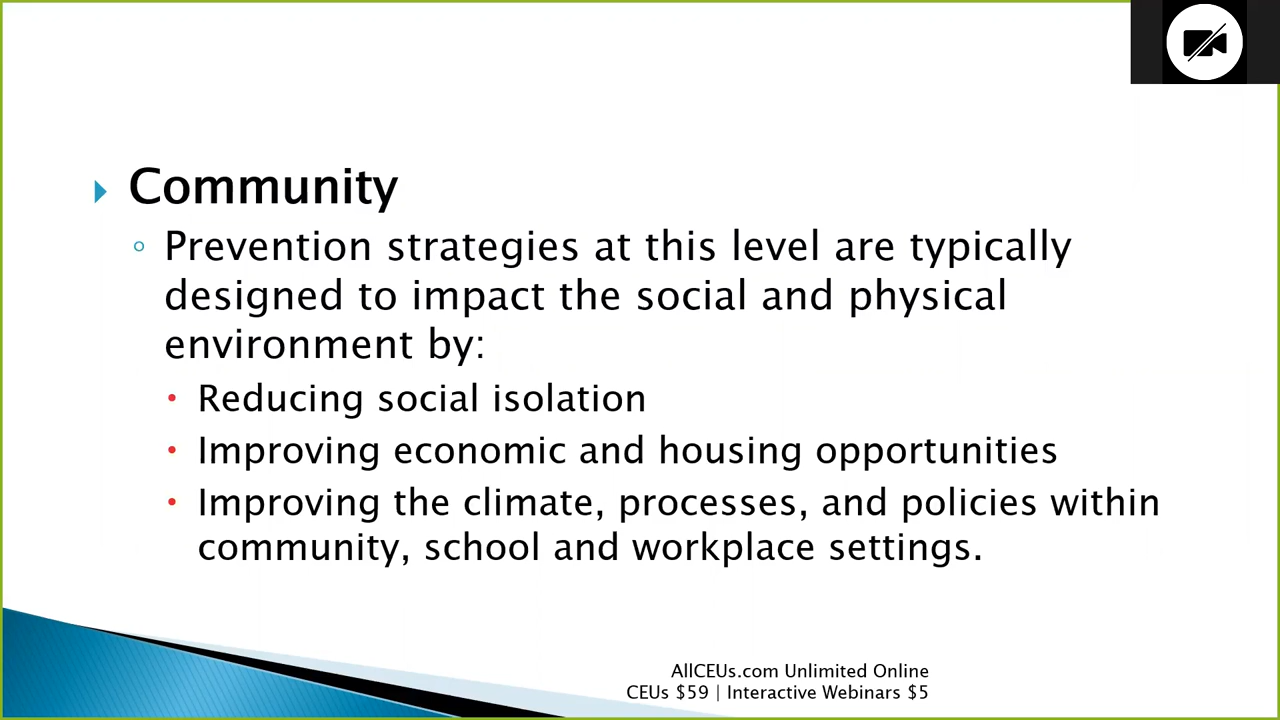 Community
Prevention strategies at this level are typically
designed to impact the social and physical
environment by:
Reducing social isolation
Improving economic and housing opportunities
Improving the climate, processes, and policies within
community, school and workplace settings.
AllCEUs.com Unlimited Online
CEUs $59 | Interactive Webinars $5